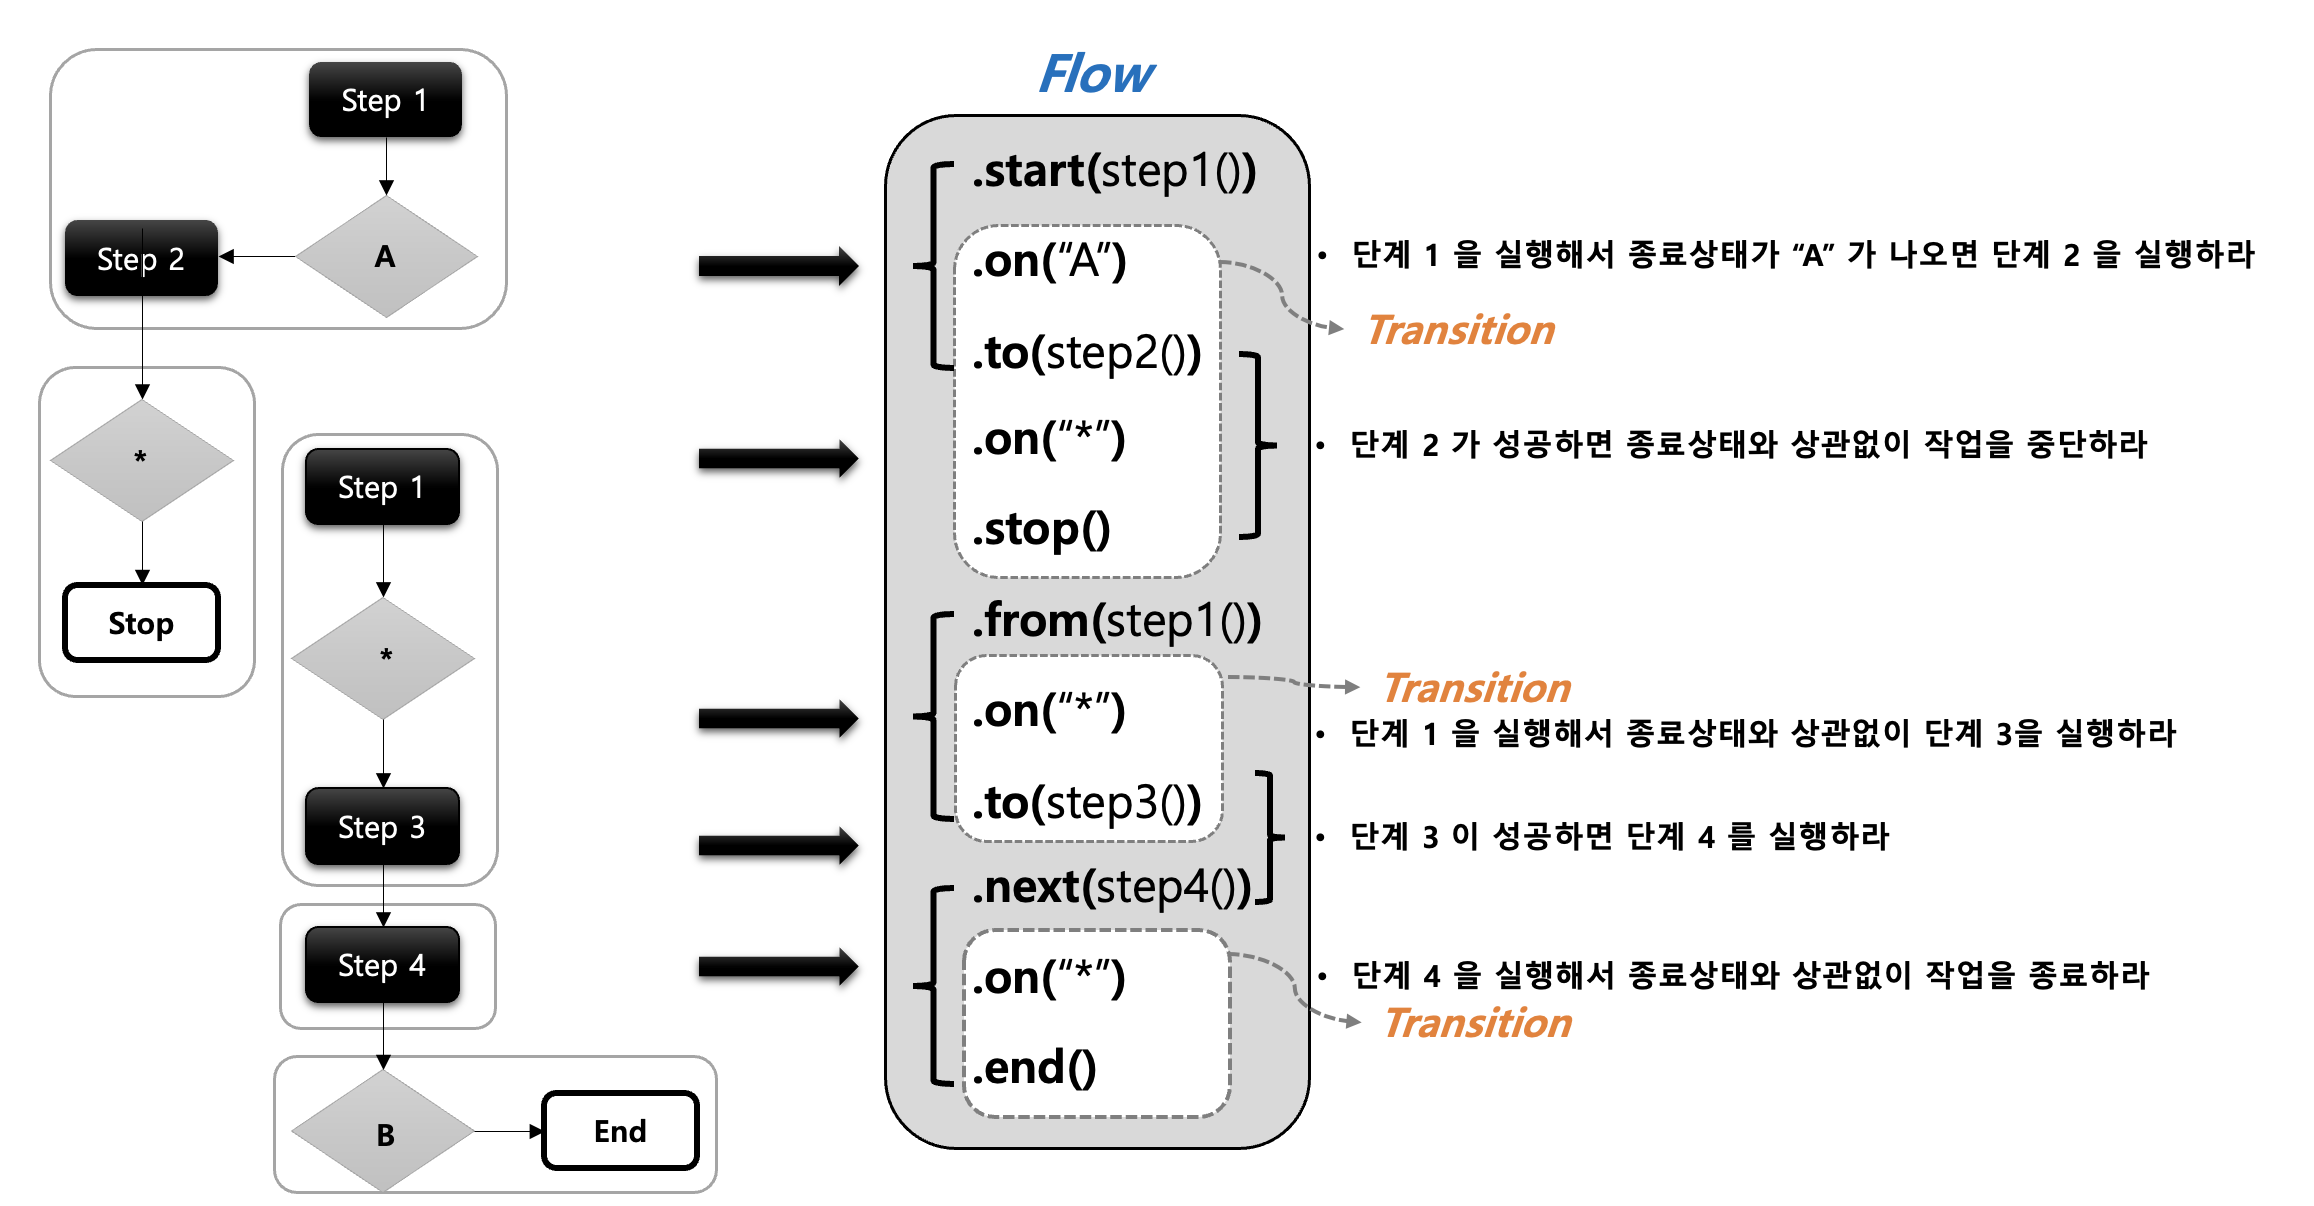 Step 1
A
Step 2
*
Stop
Step 1
*
Step 3
Step 4
B
End
Flow
.start(step1())
.on(“A”)
.to(step2())
.on(“*”)
.stop()
.from(step1())
.on(“*”)
.to(step3())
.next(step4())
.on(“*”)
.end()
• 단계 1 을 실행해서 종료상태가 “A” 가 나오면 단계 2 을 실행하라
Transition
• 단계 2 가 성공하면 종료상태와 상관없이 작업을 중단하라
Transition
• 단계 1 을 실행해서 종료상태와 상관없이 단계 3을 실행하라
• 단계 3 이 성공하면 단계 4 를 실행하라
• 단계 4 을 실행해서 종료상태와 상관없이 작업을 종료하라
Transition